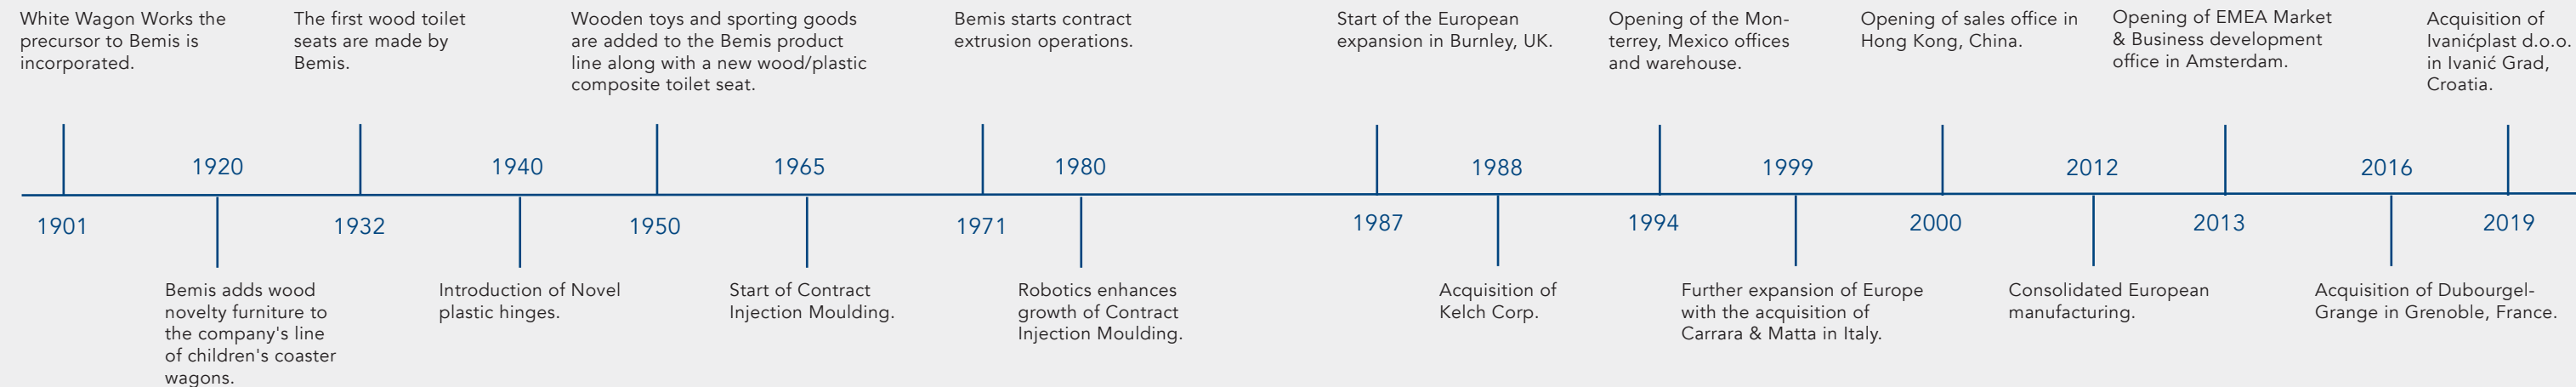 White Wagon Works the
precursor to Bemis is
incorporated.
The first wood toilet
seats are made by
Bemis.
Wooden toys and sporting goods
are added to the Bemis product
line along with a new wood/plastic
composite toilet seat.
Bemis starts contract
extrusion operations.
Start of the European
expansion in Burnley, UK.
Opening of the Mon-
terrey, Mexico offices
and warehouse.
Opening of sales office in
Hong Kong, China.
Opening of EMEA Market
& Business development
office in Amsterdam.
Acquisition of
Ivanićplast d.o.o.
in Ivanić Grad,
Croatia.
1920
1940
1965
1980
1988
1999
2012
2016
1901
1932
1950
1971
1987
1994
2000
2013
2019
Bemis adds wood
novelty furniture to
the company's line
of children's coaster
wagons.
Introduction of Novel
plastic hinges.
Start of Contract
Injection Moulding.
Robotics enhances
growth of Contract
Injection Moulding.
Acquisition of
Kelch Corp.
Further expansion of Europe
with the acquisition of
Carrara & Matta in Italy.
Consolidated European
manufacturing.
Acquisition of Dubourgel-
Grange in Grenoble, France.